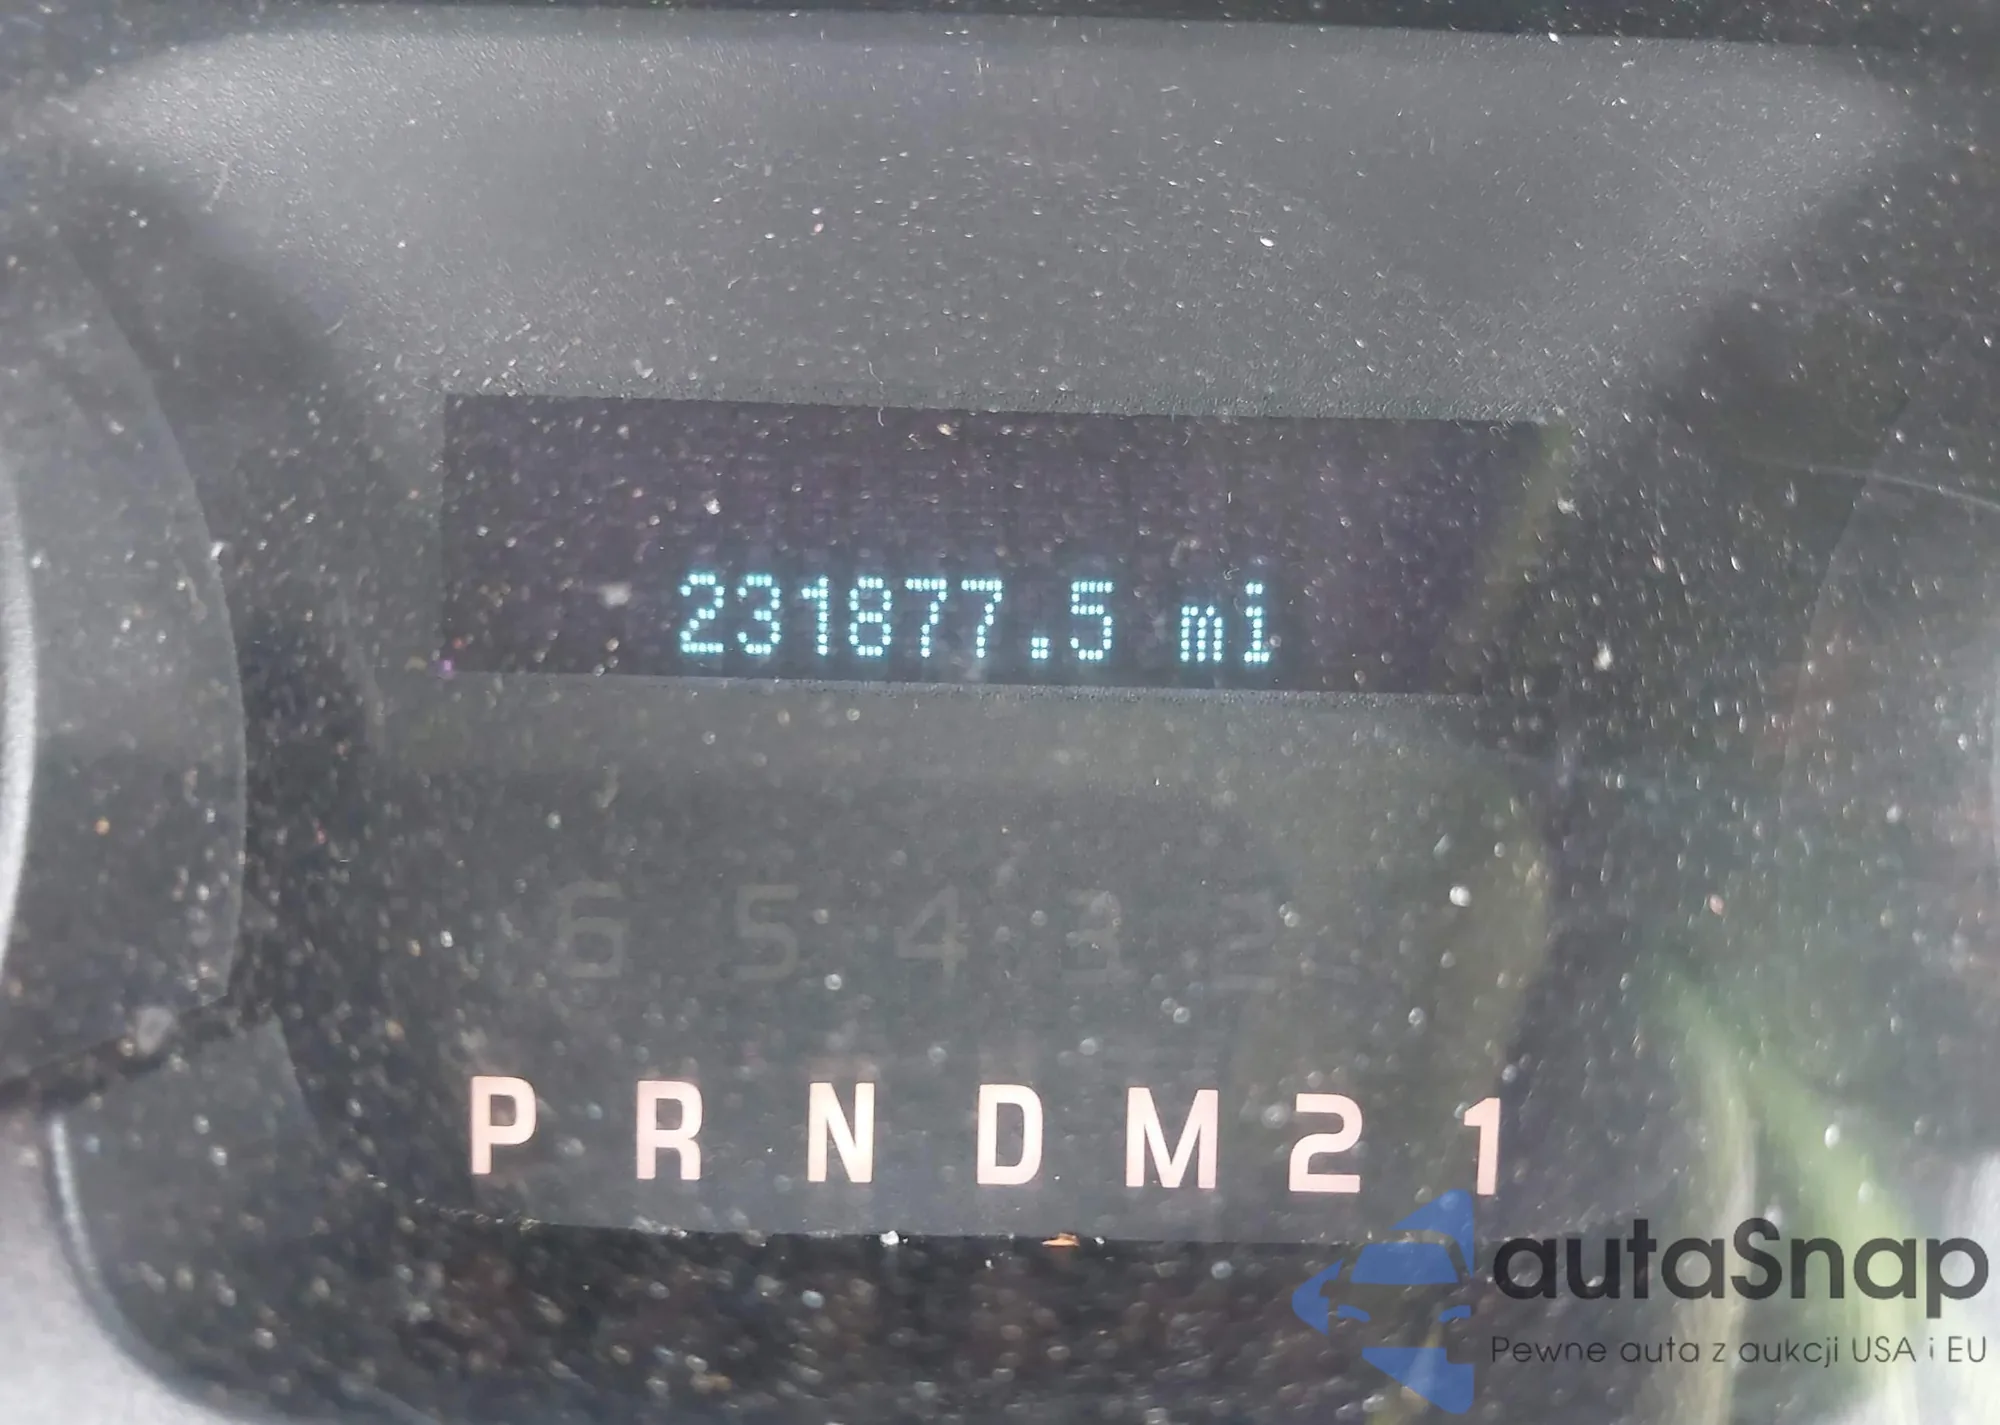 231877.5 mi
6 5 4 3 2
P R N D M 2 1
autaSnap
Pewne auta z aukcji USA i EU